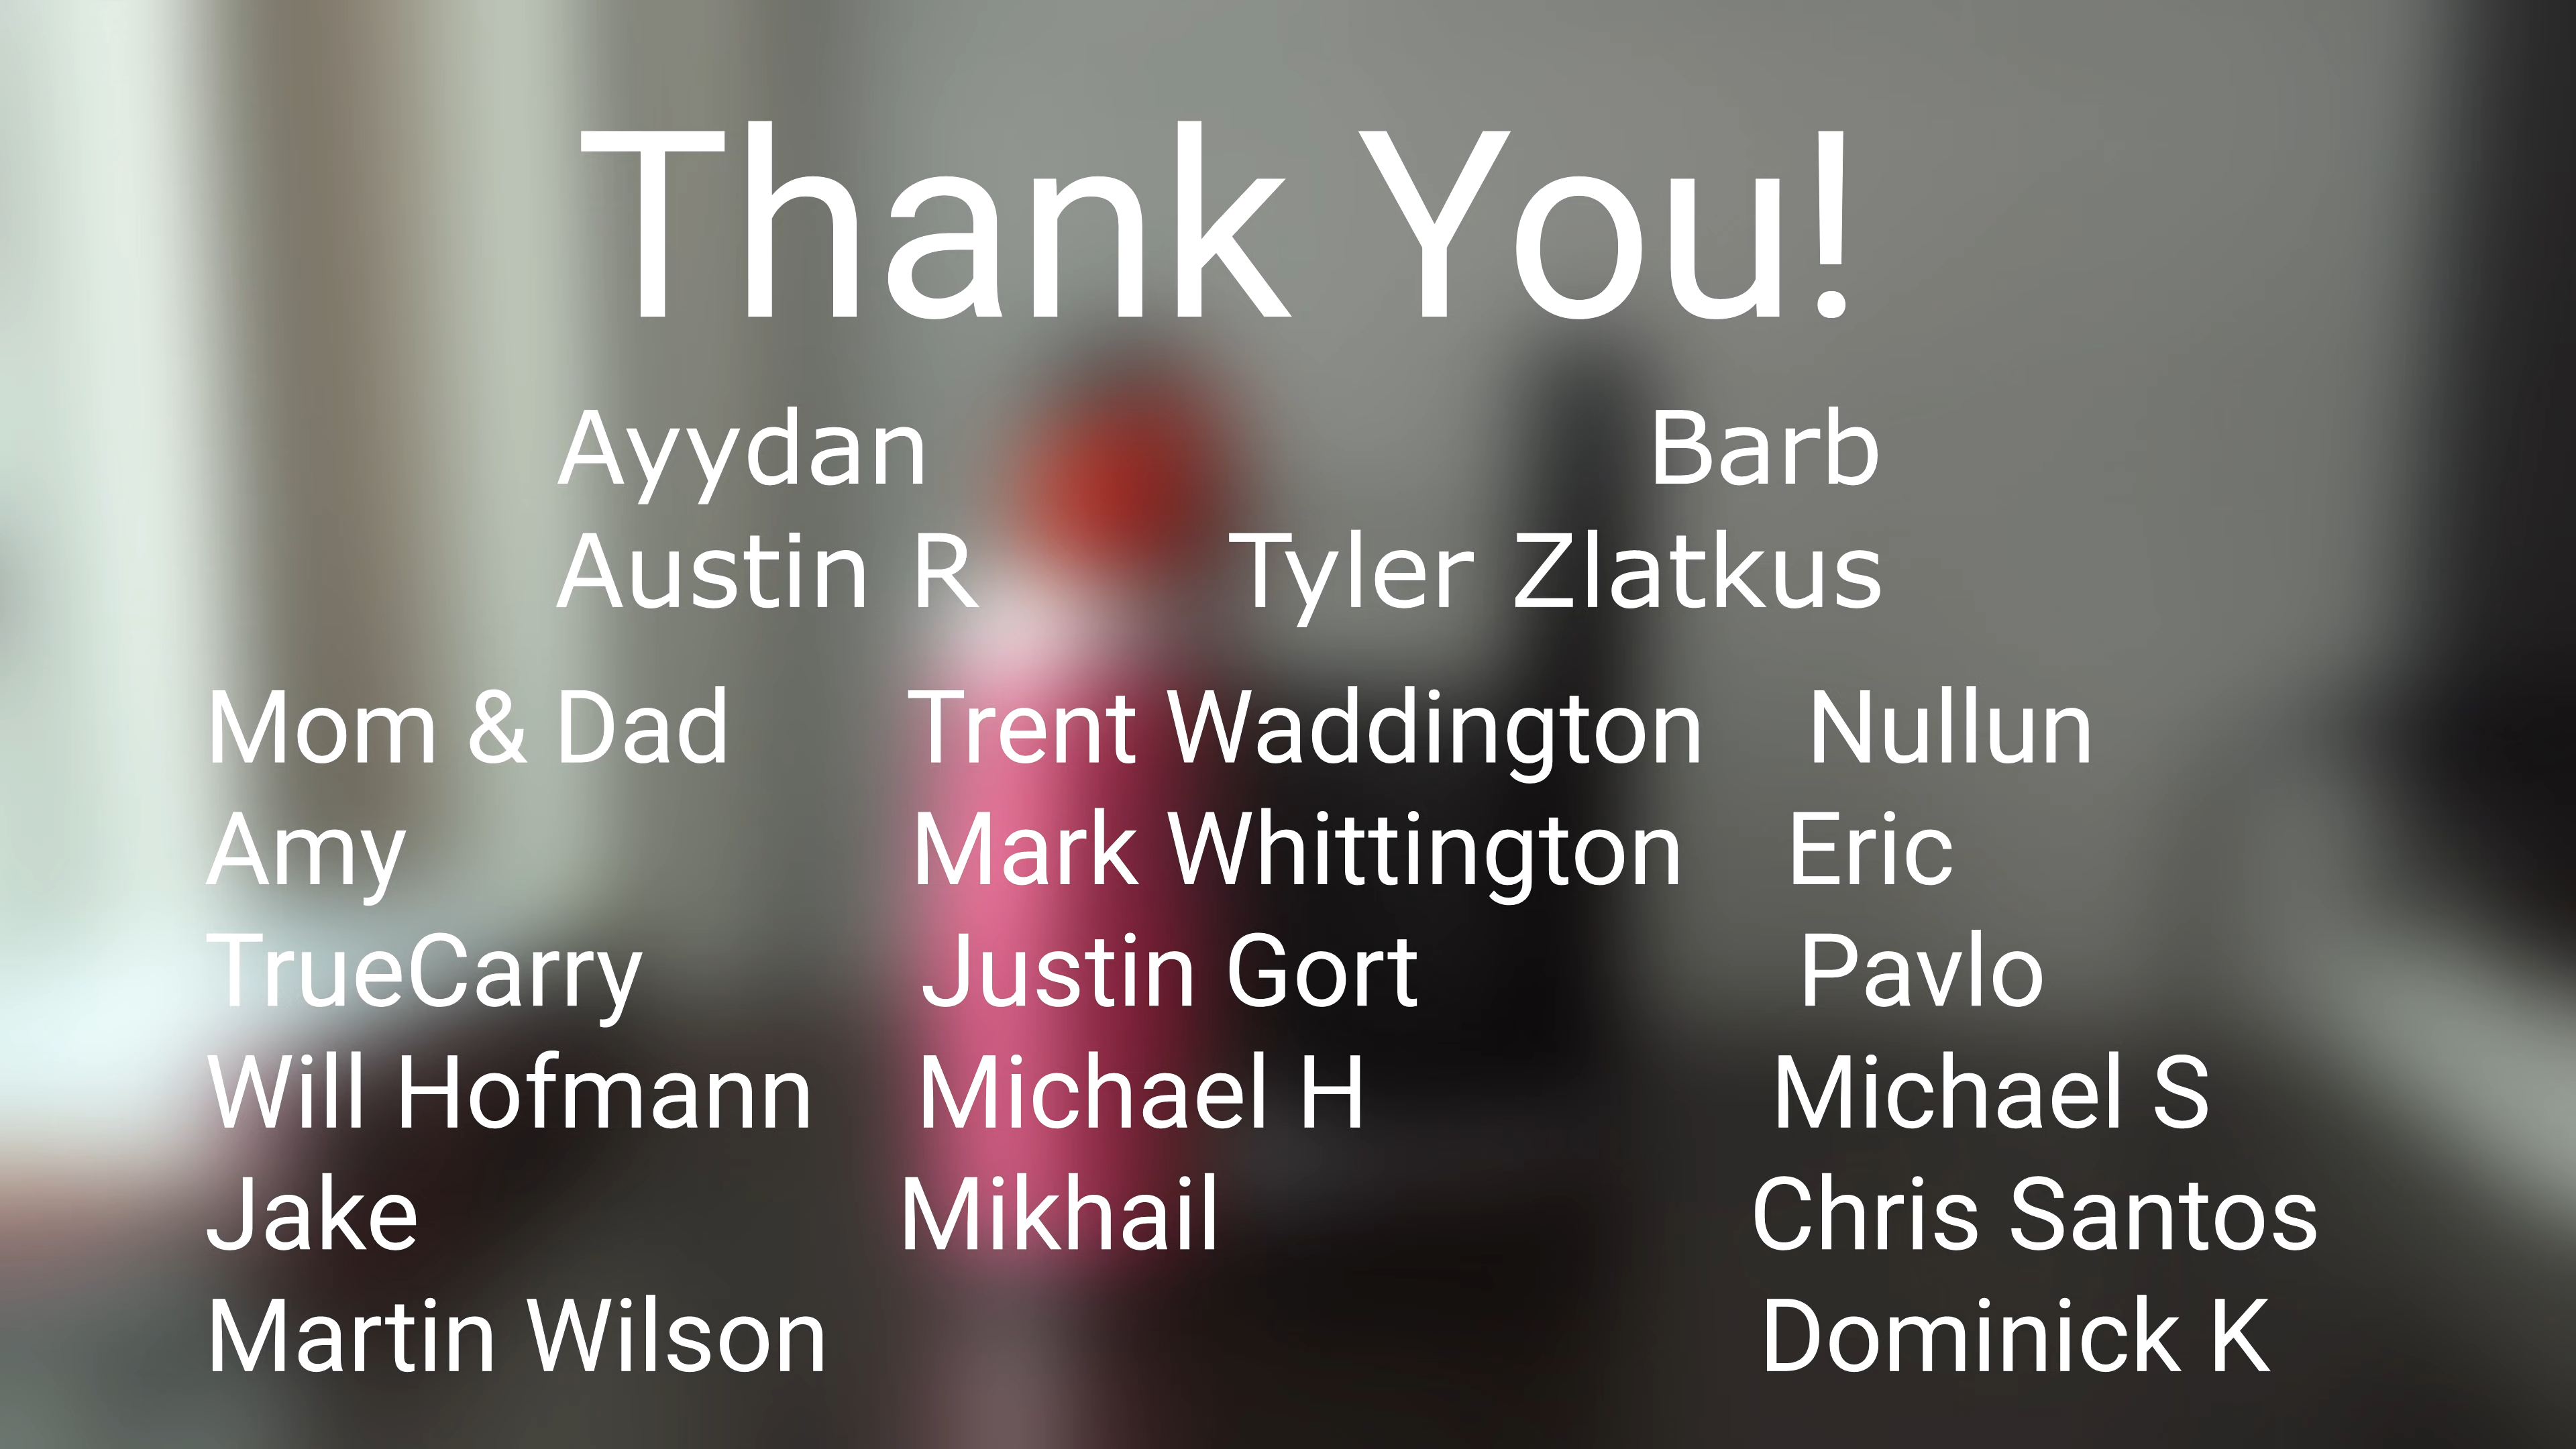 Thank You!
Ayydan Barb
Austin R Tyler Zlatkus
Mom & Dad Trent Waddington Nullun
Amy Mark Whittington Eric
TrueCarry Justin Gort Pavlo
Will Hofmann Michael H Michael S
Jake Mikhail Chris Santos
Martin Wilson Dominick K